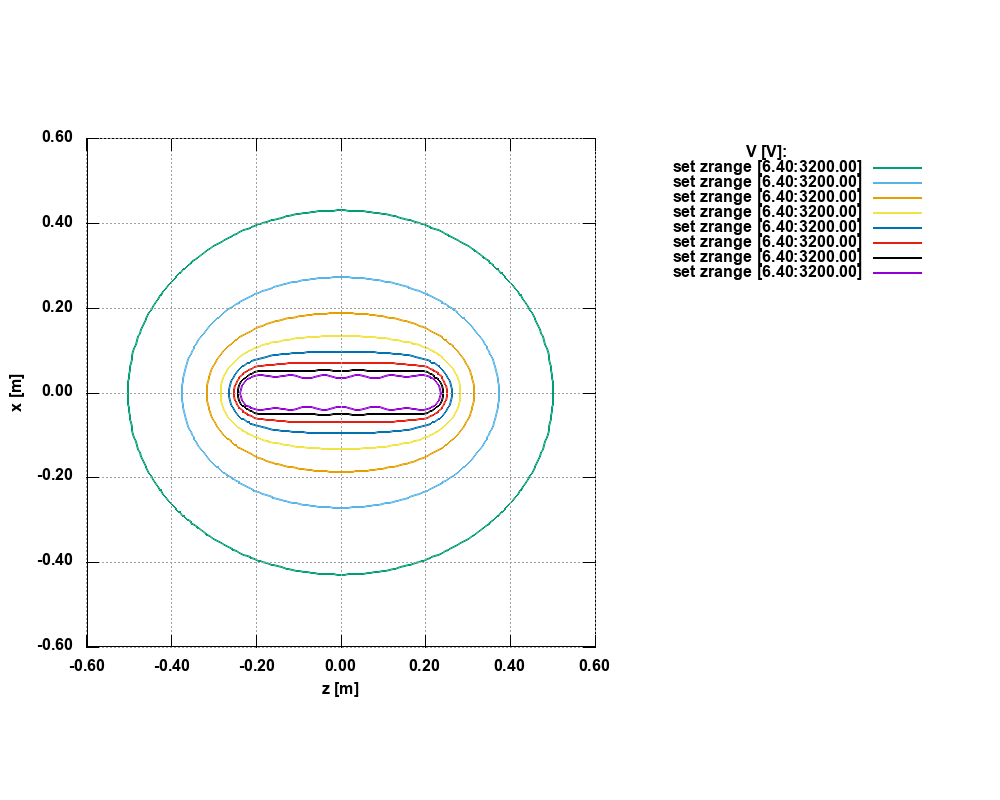 V [V]:
set zrange [6.40:3200.00]
set zrange [6.40:3200.00]
set zrange [6.40:3200.00]
set zrange [6.40:3200.00]
set zrange [6.40:3200.00]
set zrange [6.40:3200.00]
set zrange [6.40:3200.00]
set zrange [6.40:3200.00]
0.60
0.40
0.20
0.00
-0.20
-0.40
-0.60
x [m]
-0.60 -0.40 -0.20 0.00 0.20 0.40 0.60
z [m]